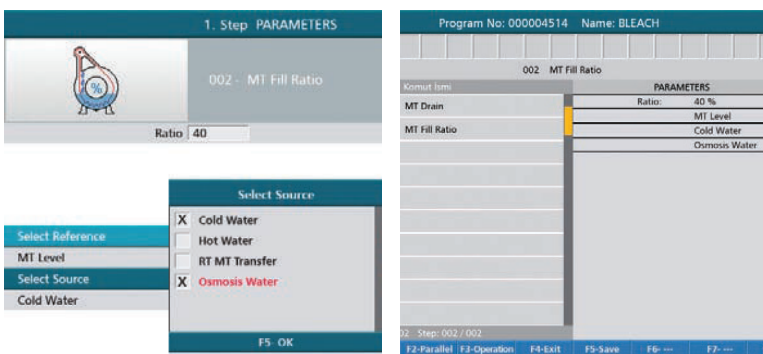 1. Step PARAMETERS
002 - MT Fill Ratio
%
Ratio 40
Select Source
X Cold Water
Hot Water
RT MT Transfer
X Osmosis Water
F5- OK
Select Reference
MT Level
Select Source
Cold Water
Program No: 000004514 Name: BLEACH
002 MT Fill Ratio
Komut Ismi
PARAMETERS
MT Drain
MT Fill Ratio
Ratio: 40 %
MT Level
Cold Water
Osmosis Water
02 Step: 002 / 002
F2-Parallel F3-Operation F4-Exit F5-Save F6- --- F7- ---